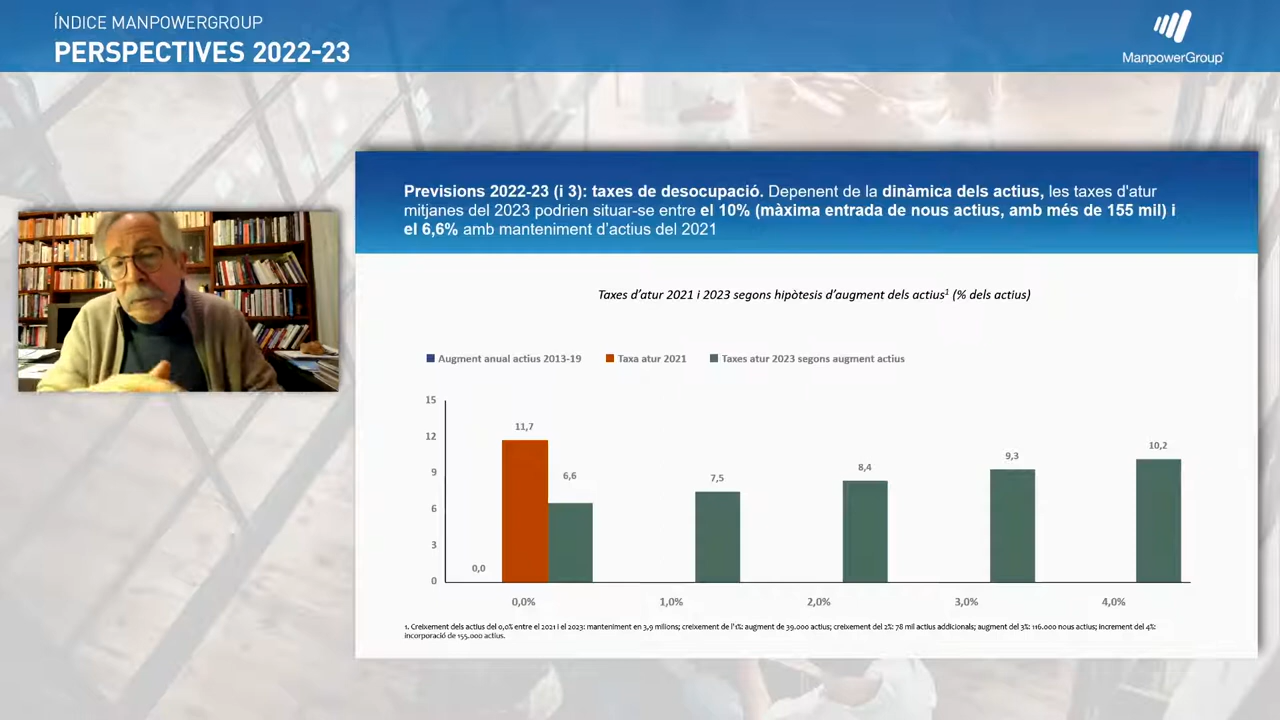 ÍNDICE MANPOWERGROUP
PERSPECTIVES 2022-23
ManpowerGroup
Previsions 2022-23 (i 3): taxes de desocupació. Depenent de la dinàmica dels actius, les taxes d'atur
mitjanes del 2023 podrien situar-se entre el 10% (màxima entrada de nous actius, amb més de 155 mil) i
el 6,6% amb manteniment d'actius del 2021
Taxes d'atur 2021 i 2023 segons hipòtesis d'augment dels actius¹ (% dels actius)
Augment anual actius 2013-19 Taxa atur 2021 Taxes atur 2023 segons augment actius
15
12
9
6
3
0
0,0
11,7
6,6
7,5
8,4
9,3
10,2
0,0% 1,0% 2,0% 3,0% 4,0%
1. Creixement dels actius del 0,0% entre el 2021 i el 2023: manteniment en 3,9 milions; creixement de l'1%: augment de 39.000 actius; creixement del 2%: 78 mil actius addicionals; augment del 3%: 116.000 nous actius; increment del 4%:
incorporació de 155.000 actius.